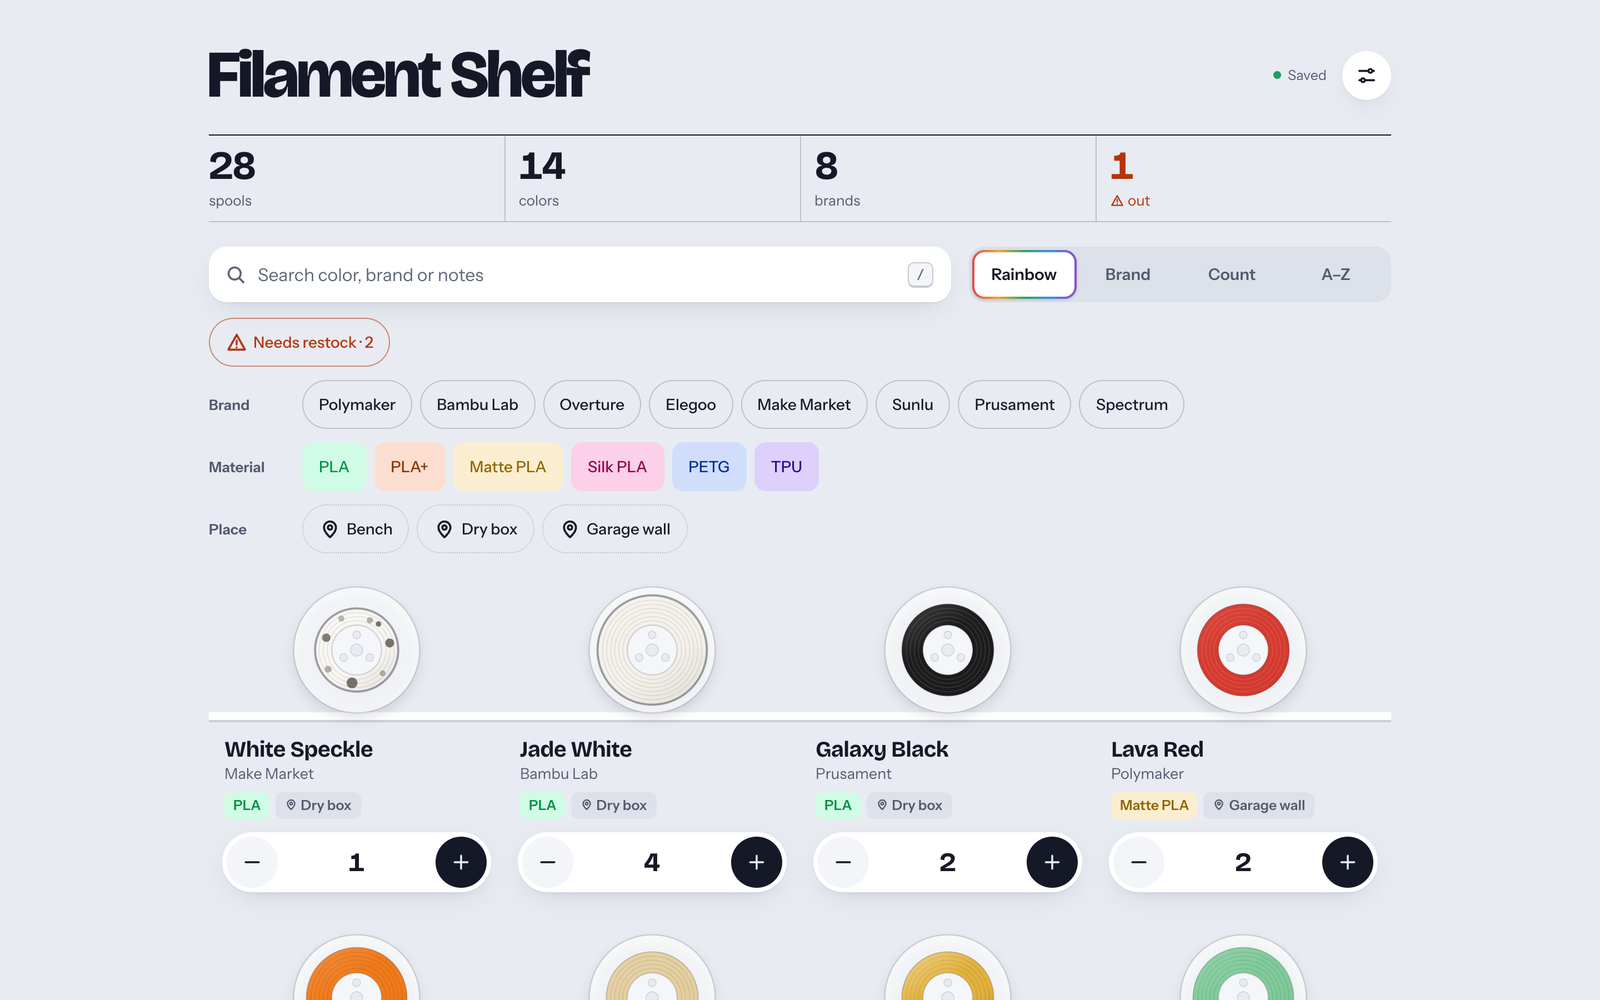 Filament Shelf
Saved
28
spools
14
colors
8
brands
1
out
Search color, brand or notes
/
Rainbow
Brand
Count
A–Z
Needs restock · 2
Brand
Polymaker
Bambu Lab
Overture
Elegoo
Make Market
Sunlu
Prusament
Spectrum
Material
PLA
PLA+
Matte PLA
Silk PLA
PETG
TPU
Place
Bench
Dry box
Garage wall
White Speckle
Make Market
PLA
Dry box
− 1 +
Jade White
Bambu Lab
PLA
Dry box
− 4 +
Galaxy Black
Prusament
PLA
Dry box
− 2 +
Lava Red
Polymaker
Matte PLA
Garage wall
− 2 +